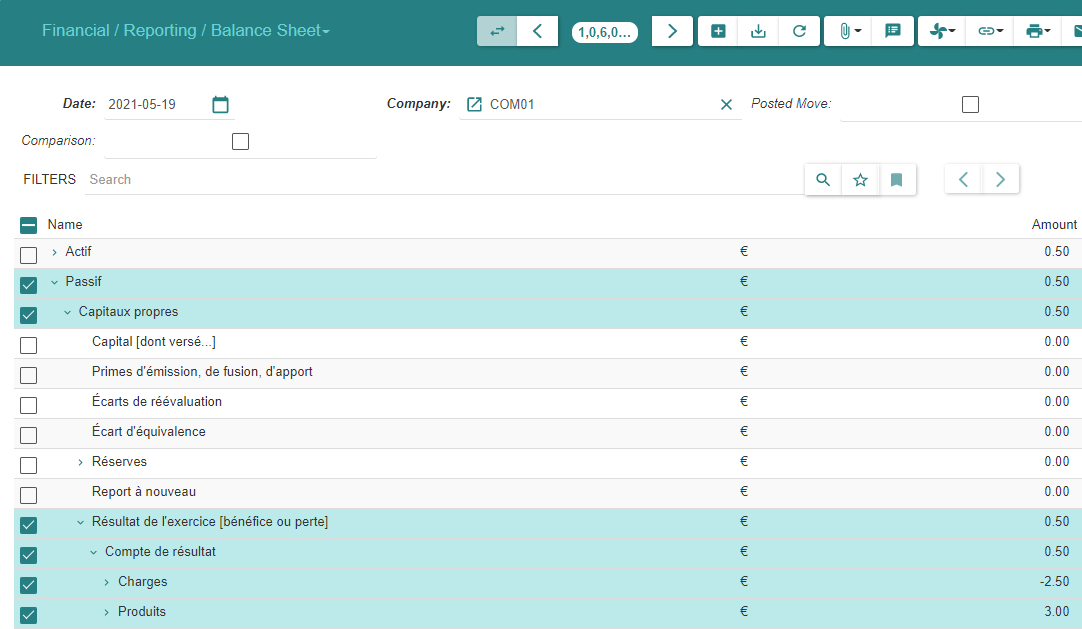 Financial / Reporting / Balance Sheet
1,0,6,0...
Date: 2021-05-19 Company: COM01 Posted Move:
Comparison:
FILTERS Search
Name Amount
Actif € 0.50
Passif € 0.50
Capitaux propres € 0.50
Capital [dont versé...] € 0.00
Primes d'émission, de fusion, d'apport € 0.00
Écarts de réévaluation € 0.00
Écart d'équivalence € 0.00
Réserves € 0.00
Report à nouveau € 0.00
Résultat de l'exercice [bénéfice ou perte] € 0.50
Compte de résultat € 0.50
Charges € -2.50
Produits € 3.00